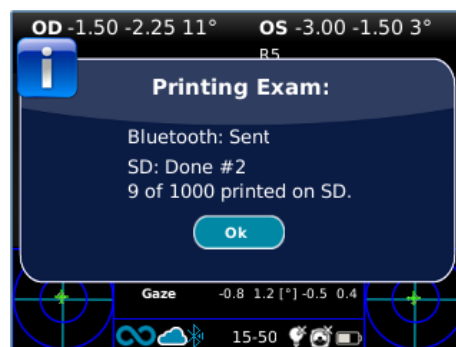 OD -1.50 -2.25 11° OS -3.00 -1.50 3°
R5
Printing Exam:
Bluetooth: Sent
SD: Done #2
9 of 1000 printed on SD.
Ok
Gaze -0.8 1.2 [°] -0.5 0.4
15-50